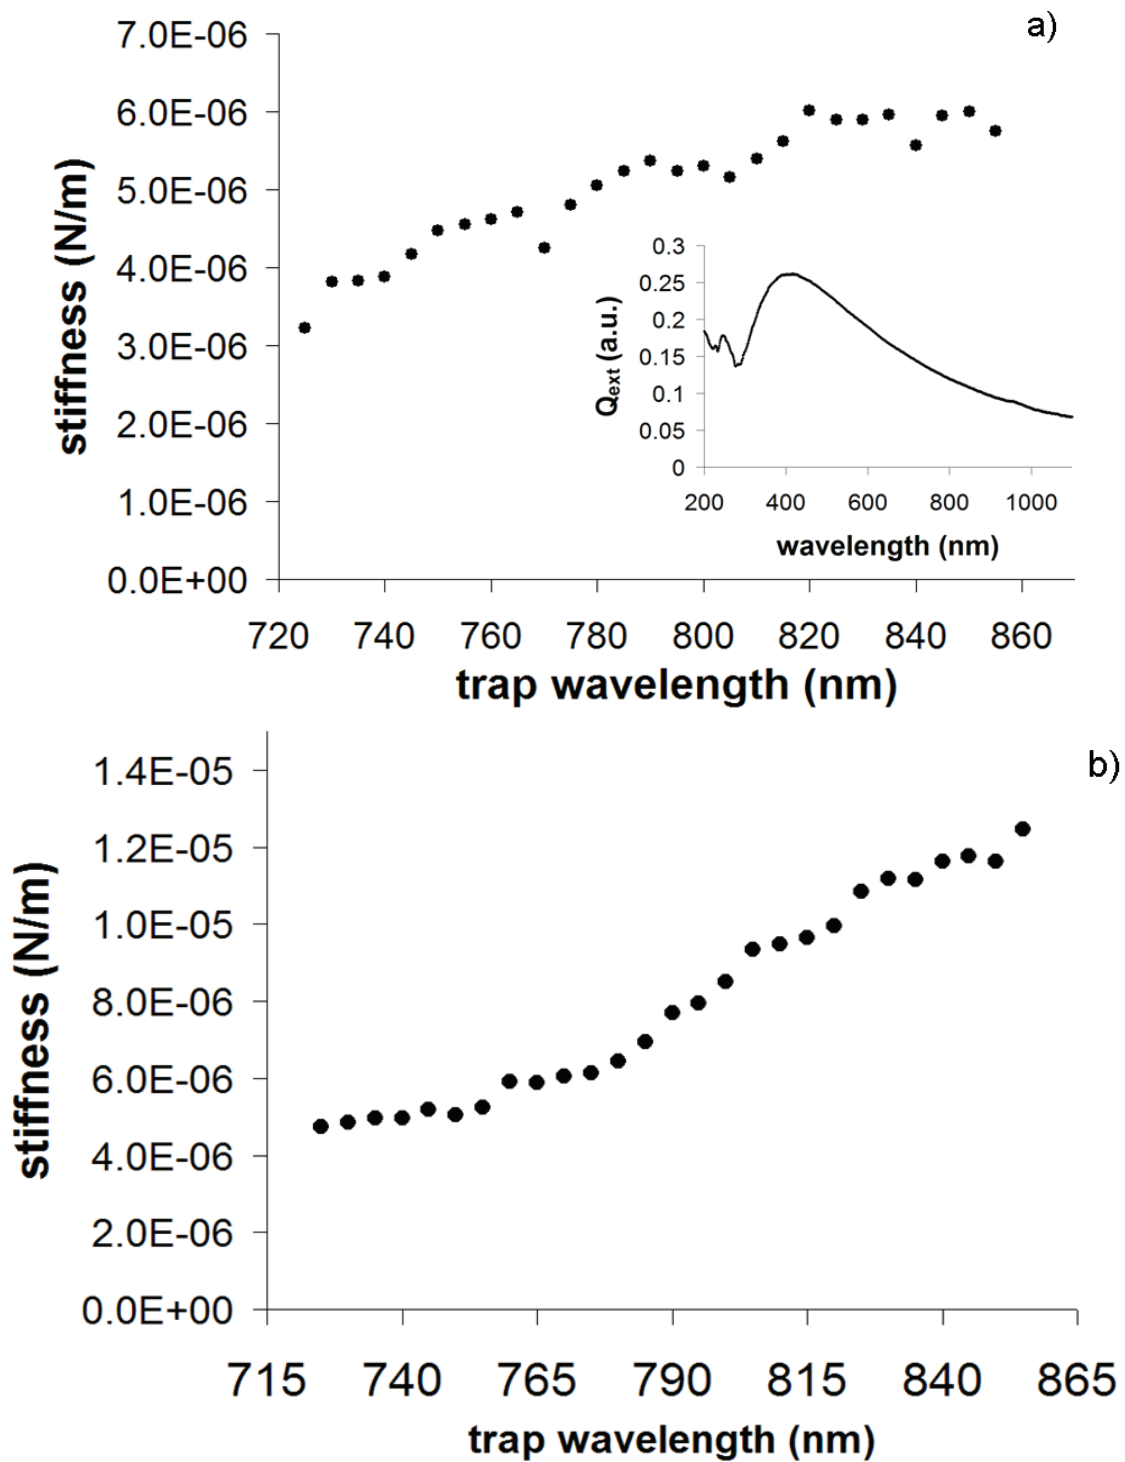 a)
7.0E-06
6.0E-06
5.0E-06
4.0E-06
3.0E-06
2.0E-06
1.0E-06
0.0E+00
stiffness (N/m)
720 740 760 780 800 820 840 860
trap wavelength (nm)
0.3
0.25
0.2
0.15
0.1
0.05
0
Qext (a.u.)
200 400 600 800 1000
wavelength (nm)
b)
1.4E-05
1.2E-05
1.0E-05
8.0E-06
6.0E-06
4.0E-06
2.0E-06
0.0E+00
stiffness (N/m)
715 740 765 790 815 840 865
trap wavelength (nm)